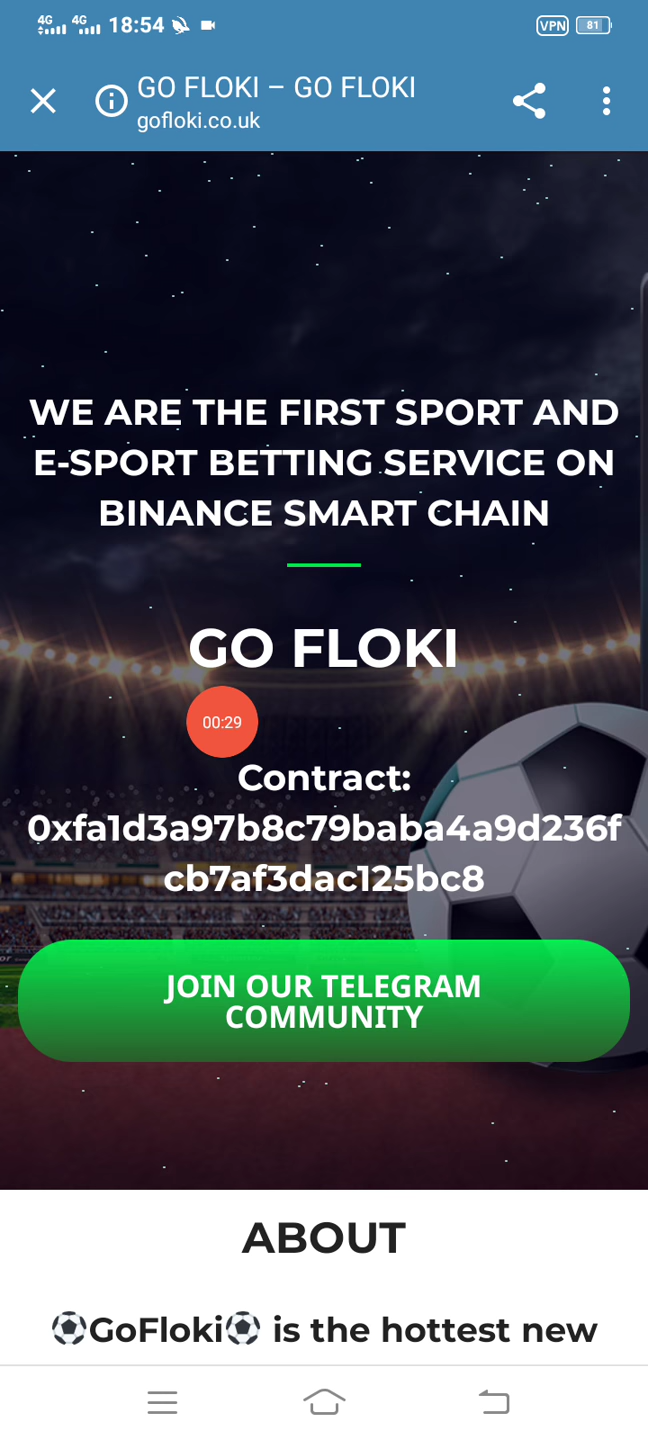 4G 4G 18:54 VPN 81
GO FLOKI – GO FLOKI
gofloki.co.uk
WE ARE THE FIRST SPORT AND
E-SPORT BETTING SERVICE ON
BINANCE SMART CHAIN
GO FLOKI
00:29
Contract:
0xfa1d3a97b8c79baba4a9d236f
cb7af3dac125bc8
JOIN OUR TELEGRAM
COMMUNITY
ABOUT
⚽GoFloki⚽ is the hottest new